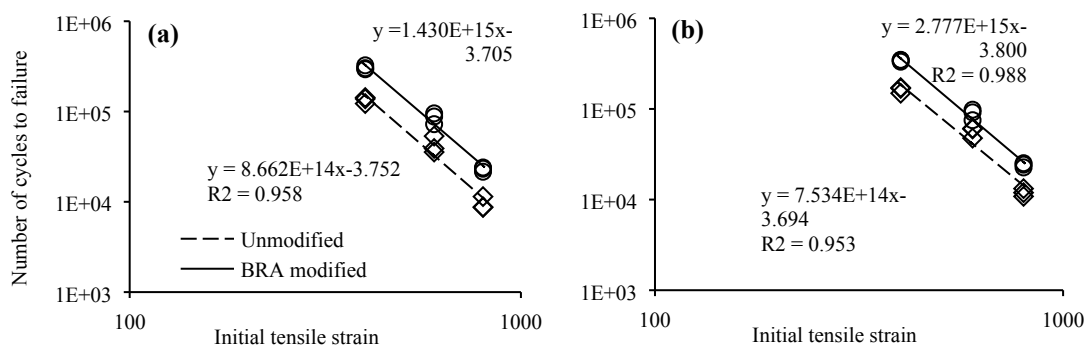 (a)
y =1.430E+15x-
3.705
1E+06
1E+05
1E+04
1E+03
Number of cycles to failure
y = 8.662E+14x-3.752
R2 = 0.958
Unmodified
BRA modified
100
1000
Initial tensile strain
(b)
y = 2.777E+15x-
3.800
R2 = 0.988
1E+06
1E+05
1E+04
1E+03
y = 7.534E+14x-
3.694
R2 = 0.953
100
1000
Initial tensile strain